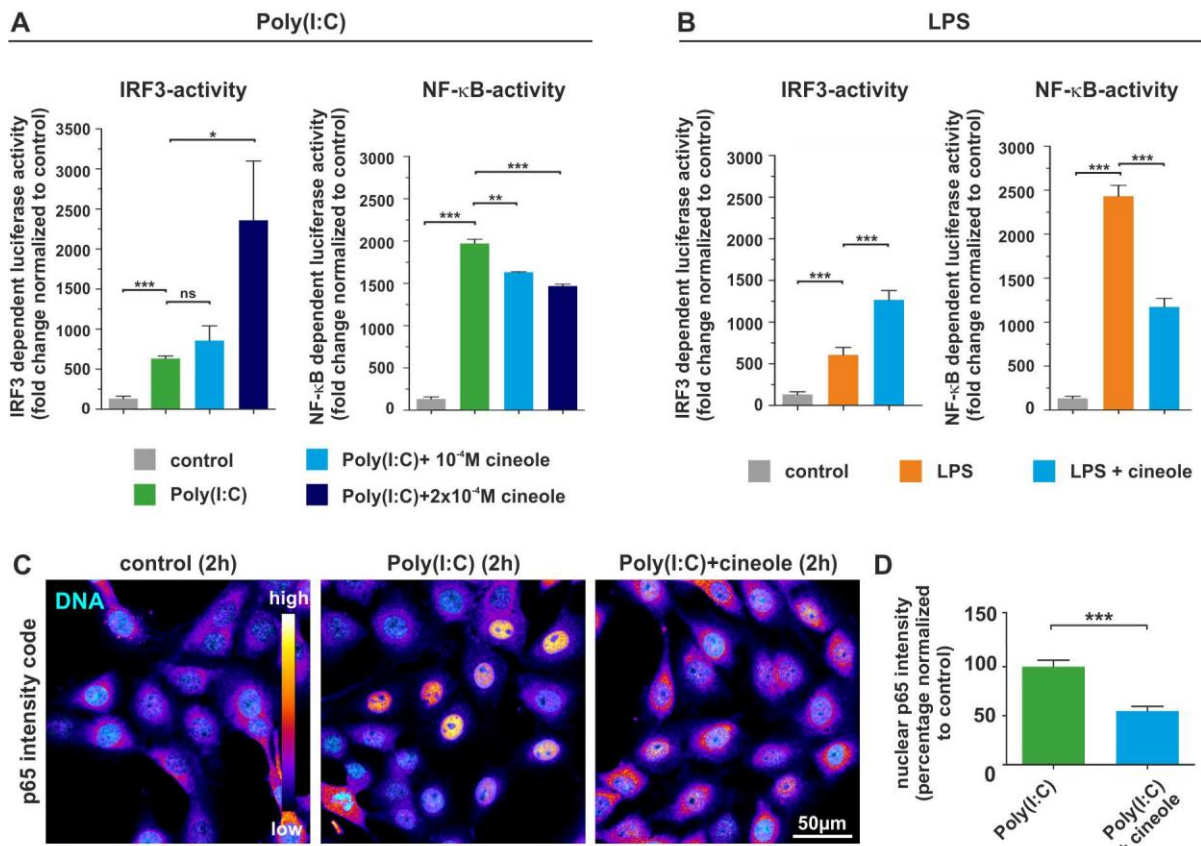 A
Poly(I:C)
IRF3-activity
IRF3 dependent luciferase activity
(fold change normalized to control)
3500
3000
2500
2000
1500
1000
500
0
***
ns
*
NF-κB-activity
NF-κB dependent luciferase activity
(fold change normalized to control)
3000
2500
2000
1500
1000
500
0
***
**
***
control
Poly(I:C)
Poly(I:C)+ 10⁻⁴M cineole
Poly(I:C)+2x10⁻⁴M cineole
B
LPS
IRF3-activity
IRF3 dependent luciferase activity
(fold change normalized to control)
3000
2500
2000
1500
1000
500
0
***
***
NF-κB-activity
NF-κB dependent luciferase activity
(fold change normalized to control)
3000
2500
2000
1500
1000
500
0
***
***
control
LPS
LPS + cineole
C
control (2h)
Poly(I:C) (2h)
Poly(I:C)+cineole (2h)
p65 intensity code
DNA
high
low
50µm
D
nuclear p65 intensity
(percentage normalized
to control)
150
100
50
0
***
Poly(I:C)
Poly(I:C)
cineole